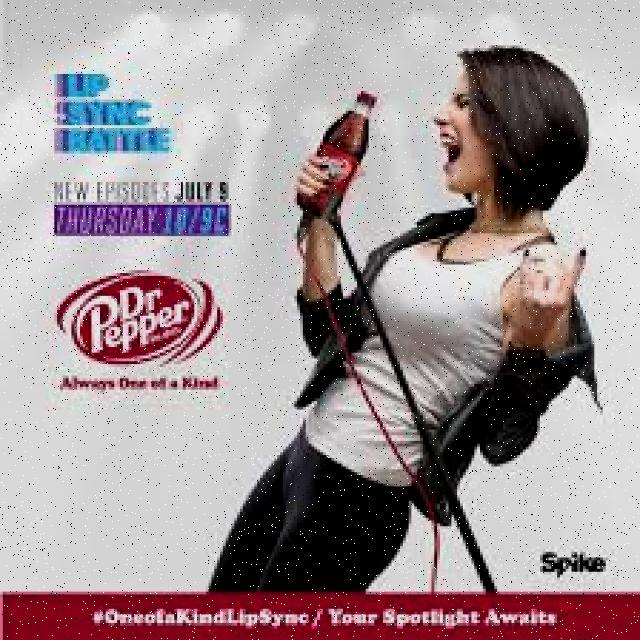 LIP
SYNC
BATTLE
NEW EPISODES JULY 9
THURSDAY 10/9C
Dr
Pepper
Always One of a Kind
Spike
#OneofaKindLipSync / Your Spotlight Awaits